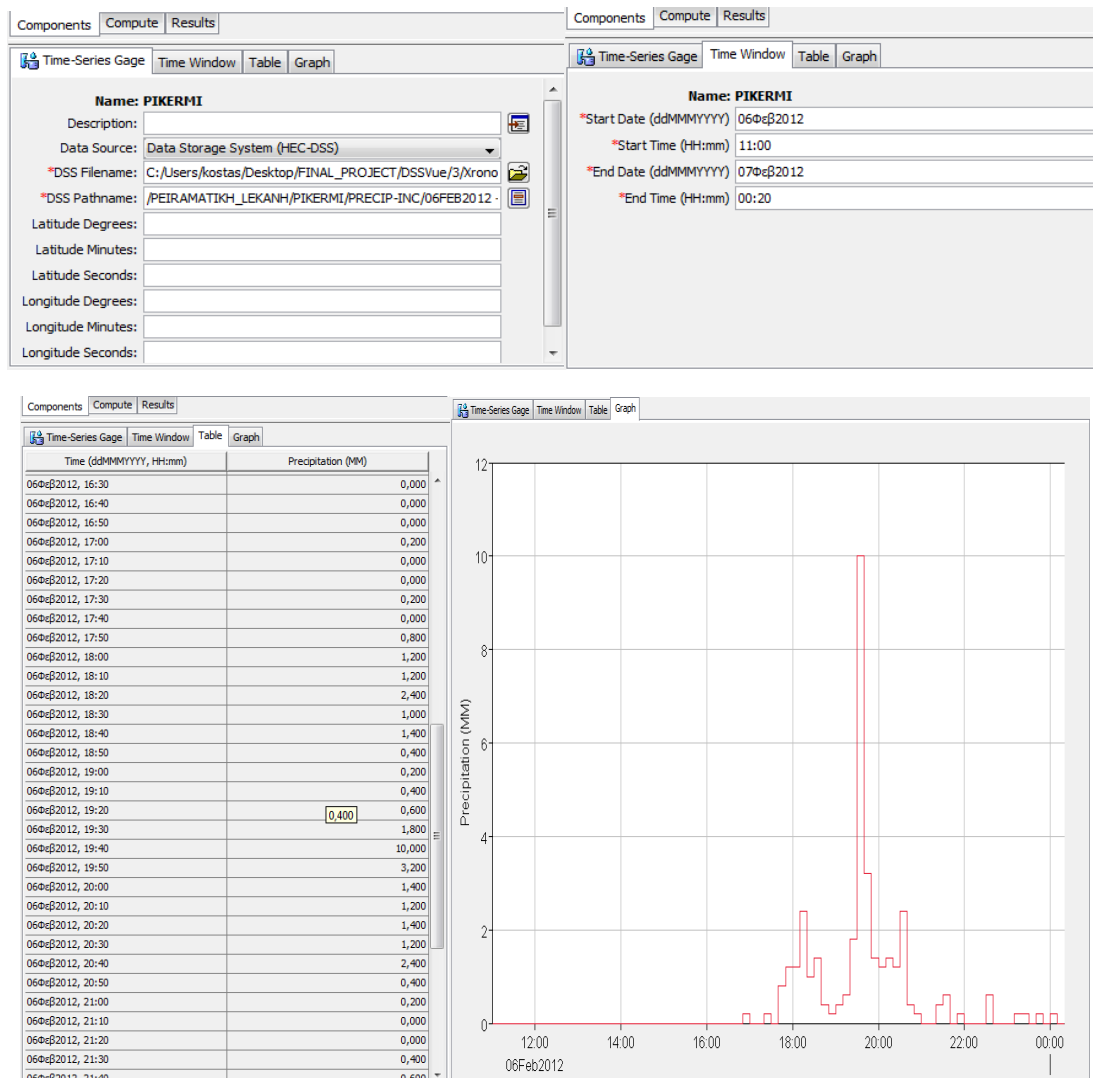 Components Compute Results
Time-Series Gage Time Window Table Graph
Name: PIKERMI
Description:
Data Source: Data Storage System (HEC-DSS)
*DSS Filename: C:/Users/kostas/Desktop/FINAL_PROJECT/DSSVue/3/Xrono
*DSS Pathname: /PEIRAMATIKH_LEKANH/PIKERMI/PRECIP-INC/06FEB2012 -
Latitude Degrees:
Latitude Minutes:
Latitude Seconds:
Longitude Degrees:
Longitude Minutes:
Longitude Seconds:
Components Compute Results
Time-Series Gage Time Window Table Graph
Name: PIKERMI
*Start Date (ddMMMYYYY) 06Φεβ2012
*Start Time (HH:mm) 11:00
*End Date (ddMMMYYYY) 07Φεβ2012
*End Time (HH:mm) 00:20
Components Compute Results
Time-Series Gage Time Window Table Graph
Time (ddMMMYYYY, HH:mm) Precipitation (MM)
06Φεβ2012, 16:30 0,000
06Φεβ2012, 16:40 0,000
06Φεβ2012, 16:50 0,000
06Φεβ2012, 17:00 0,200
06Φεβ2012, 17:10 0,000
06Φεβ2012, 17:20 0,000
06Φεβ2012, 17:30 0,200
06Φεβ2012, 17:40 0,000
06Φεβ2012, 17:50 0,800
06Φεβ2012, 18:00 1,200
06Φεβ2012, 18:10 1,200
06Φεβ2012, 18:20 2,400
06Φεβ2012, 18:30 1,000
06Φεβ2012, 18:40 1,400
06Φεβ2012, 18:50 0,400
06Φεβ2012, 19:00 0,200
06Φεβ2012, 19:10 0,400
06Φεβ2012, 19:20 0,600
0,400
06Φεβ2012, 19:30 1,800
06Φεβ2012, 19:40 10,000
06Φεβ2012, 19:50 3,200
06Φεβ2012, 20:00 1,400
06Φεβ2012, 20:10 1,200
06Φεβ2012, 20:20 1,400
06Φεβ2012, 20:30 1,200
06Φεβ2012, 20:40 2,400
06Φεβ2012, 20:50 0,400
06Φεβ2012, 21:00 0,200
06Φεβ2012, 21:10 0,000
06Φεβ2012, 21:20 0,000
06Φεβ2012, 21:30 0,400
06Φεβ2012, 21:40 0,600
Time-Series Gage Time Window Table Graph
12
10
8
6
4
2
0
Precipitation (MM)
12:00 14:00 16:00 18:00 20:00 22:00 00:00
06Feb2012